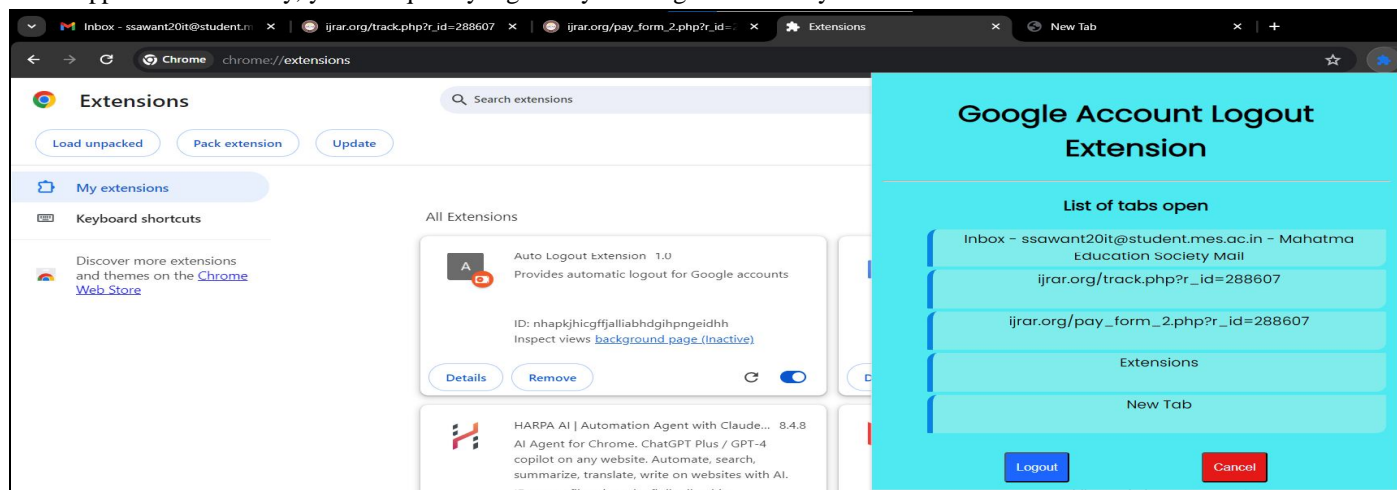 Inbox - ssawant20it@student.m
ijrar.org/track.php?r_id=288607
ijrar.org/pay_form_2.php?r_id=
Extensions
New Tab
Chrome
chrome://extensions
Extensions
Search extensions
Load unpacked
Pack extension
Update
My extensions
Keyboard shortcuts
Discover more extensions
and themes on the Chrome
Web Store
All Extensions
A
Auto Logout Extension 1.0
Provides automatic logout for Google accounts
ID: nhapkjhicgffjalliabhdgihpngeidhh
Inspect views background page (Inactive)
Details
Remove
D
HARPA AI | Automation Agent with Claude... 8.4.8
AI Agent for Chrome. ChatGPT Plus / GPT-4
copilot on any website. Automate, search,
summarize, translate, write on websites with AI.
Google Account Logout
Extension
List of tabs open
Inbox - ssawant20it@student.mes.ac.in - Mahatma
Education Society Mail
ijrar.org/track.php?r_id=288607
ijrar.org/pay_form_2.php?r_id=288607
Extensions
New Tab
Logout
Cancel